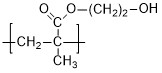 O
O-(CH₂)₂-OH
[CH₂-C]
CH₃